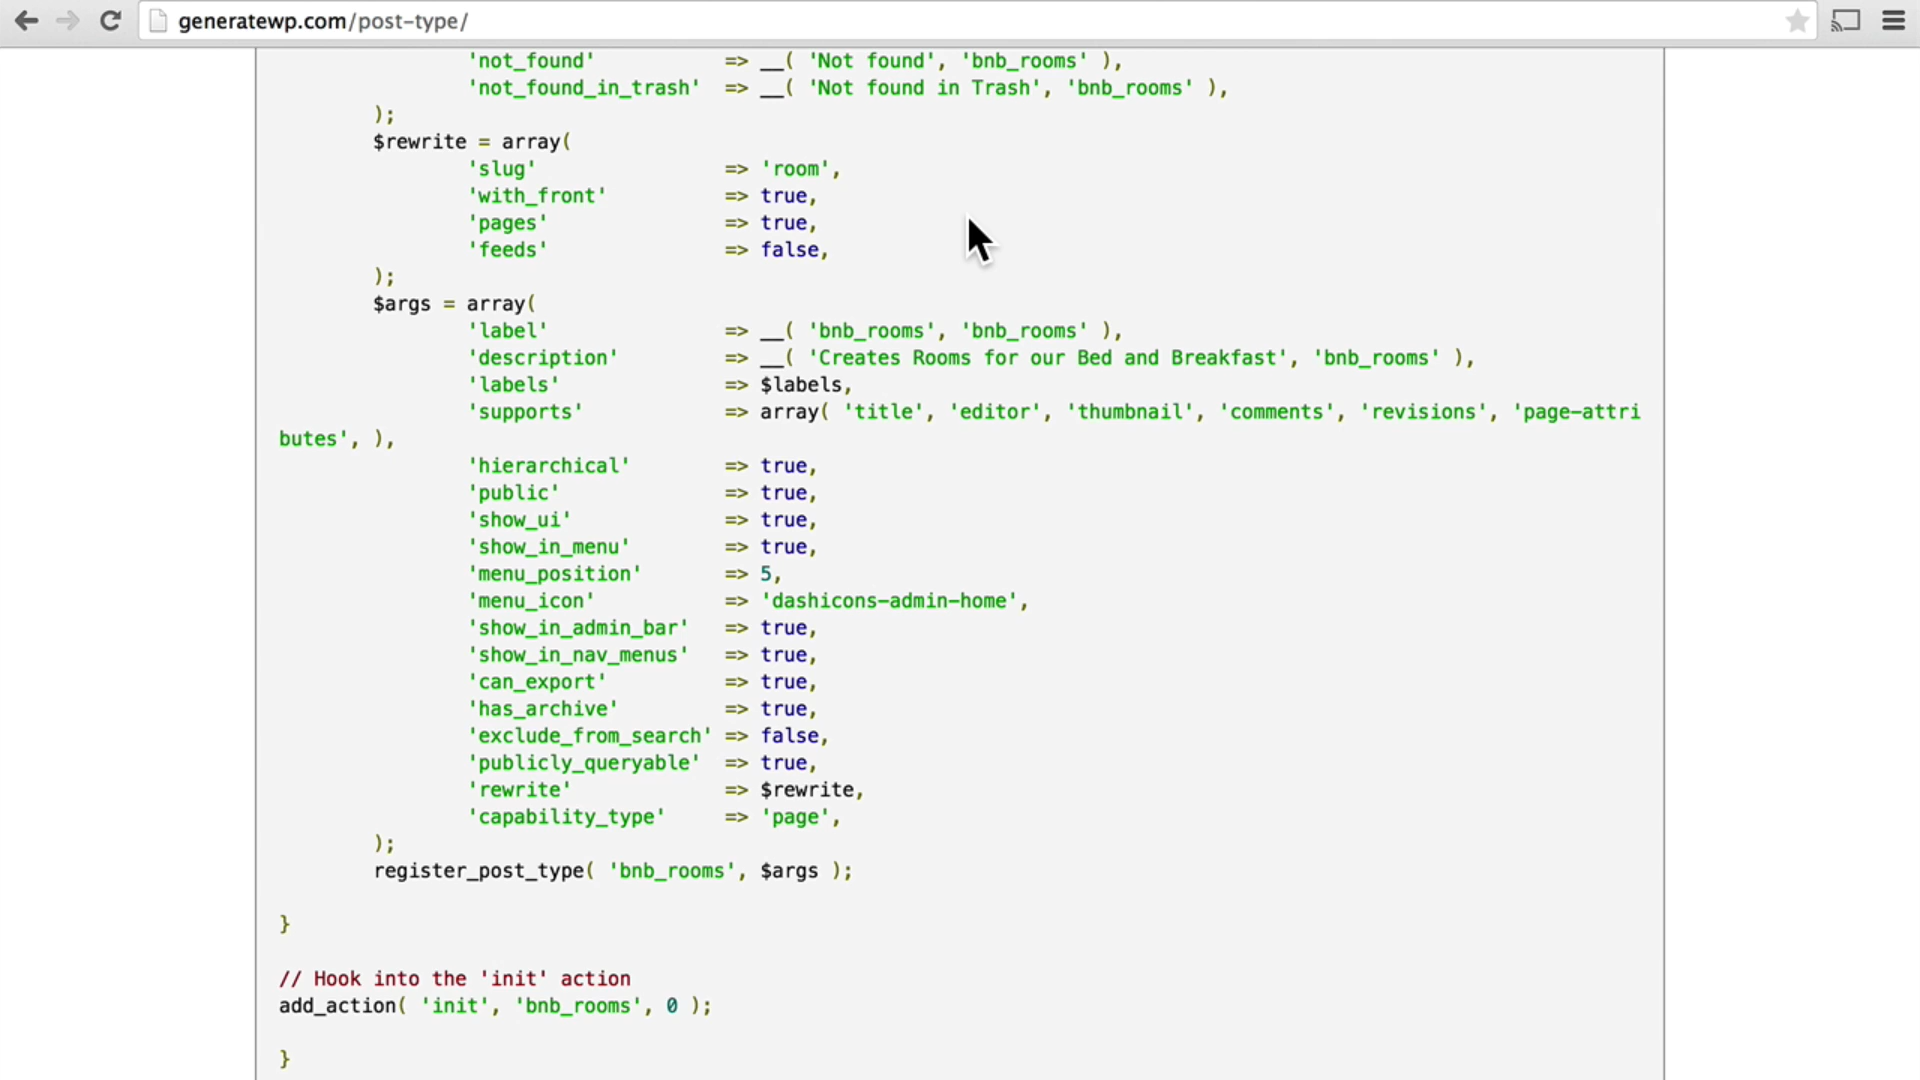 generatewp.com/post-type/
'not_found' => __( 'Not found', 'bnb_rooms' ),
'not_found_in_trash' => __( 'Not found in Trash', 'bnb_rooms' ),
);
$rewrite = array(
'slug' => 'room',
'with_front' => true,
'pages' => true,
'feeds' => false,
);
$args = array(
'label' => __( 'bnb_rooms', 'bnb_rooms' ),
'description' => __( 'Creates Rooms for our Bed and Breakfast', 'bnb_rooms' ),
'labels' => $labels,
'supports' => array( 'title', 'editor', 'thumbnail', 'comments', 'revisions', 'page-attri
butes', ),
'hierarchical' => true,
'public' => true,
'show_ui' => true,
'show_in_menu' => true,
'menu_position' => 5,
'menu_icon' => 'dashicons-admin-home',
'show_in_admin_bar' => true,
'show_in_nav_menus' => true,
'can_export' => true,
'has_archive' => true,
'exclude_from_search' => false,
'publicly_queryable' => true,
'rewrite' => $rewrite,
'capability_type' => 'page',
);
register_post_type( 'bnb_rooms', $args );
}
// Hook into the 'init' action
add_action( 'init', 'bnb_rooms', 0 );
}